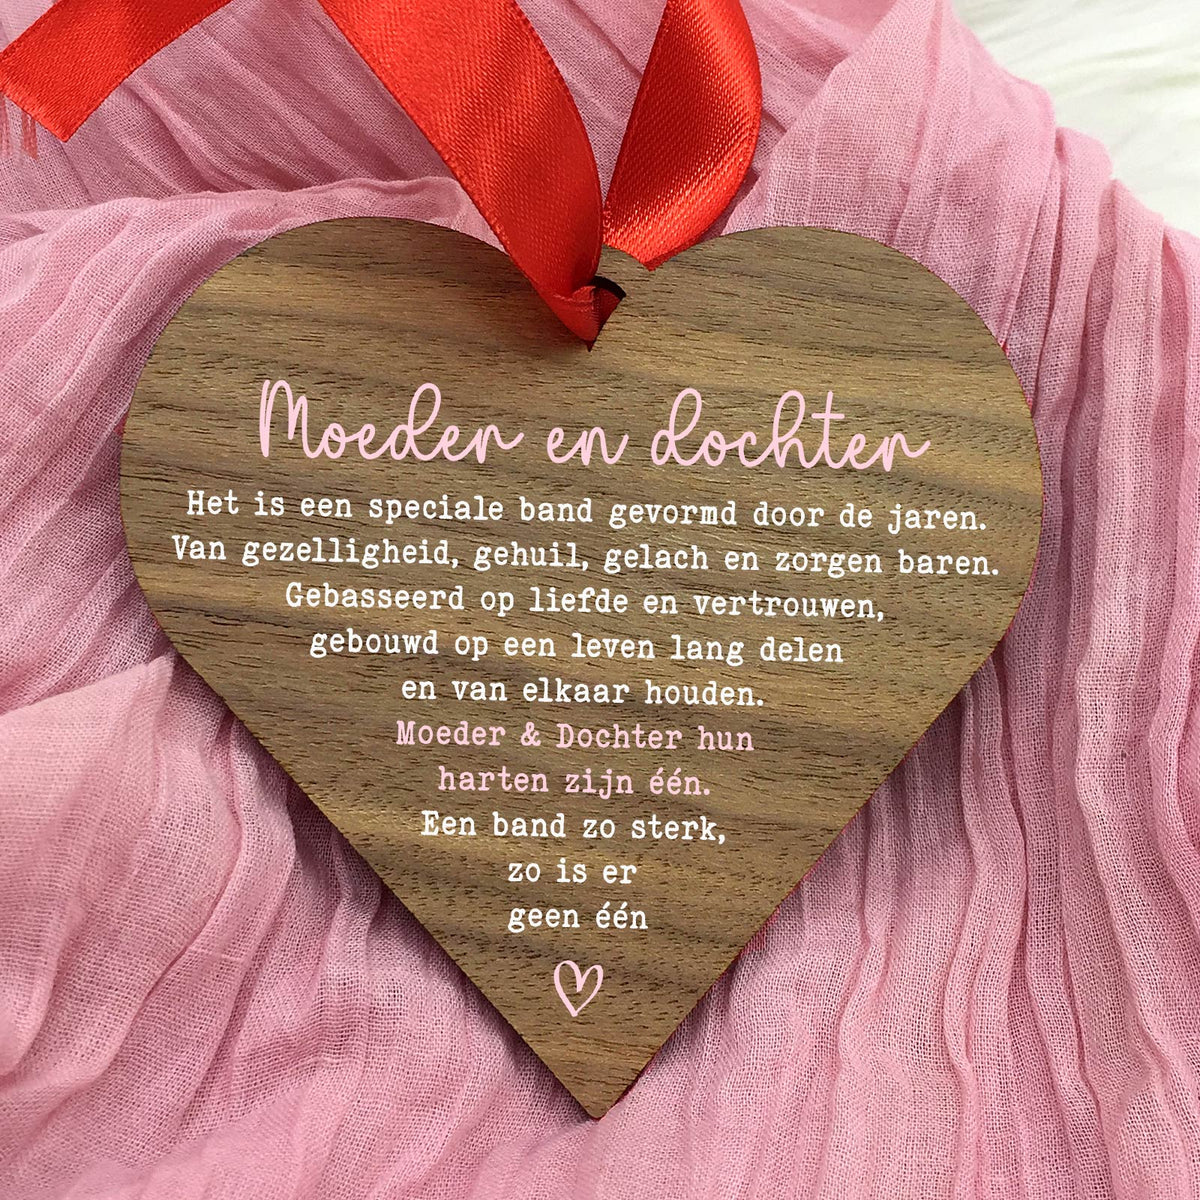 Moeder en dochter
Het is een speciale band gevormd door de jaren.
Van gezelligheid, gehuil, gelach en zorgen baren.
Gebasseerd op liefde en vertrouwen,
gebouwd op een leven lang delen
en van elkaar houden.
Moeder & Dochter hun
harten zijn één.
Een band zo sterk,
zo is er
geen één